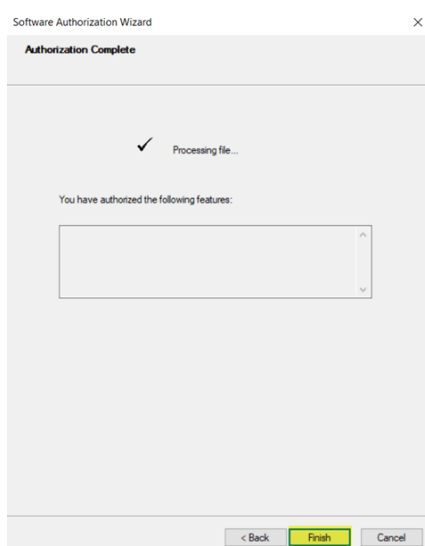 Software Authorization Wizard
Authorization Complete
Processing file...
You have authorized the following features:
< Back Finish Cancel